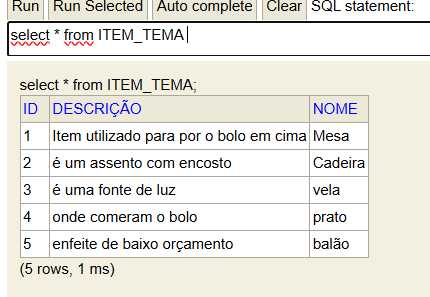 Run Run Selected Auto complete Clear SQL statement:
select * from ITEM_TEMA
select * from ITEM_TEMA;
ID DESCRIÇÃO NOME
1 Item utilizado para por o bolo em cima Mesa
2 é um assento com encosto Cadeira
3 é uma fonte de luz vela
4 onde comeram o bolo prato
5 enfeite de baixo orçamento balão
(5 rows, 1 ms)